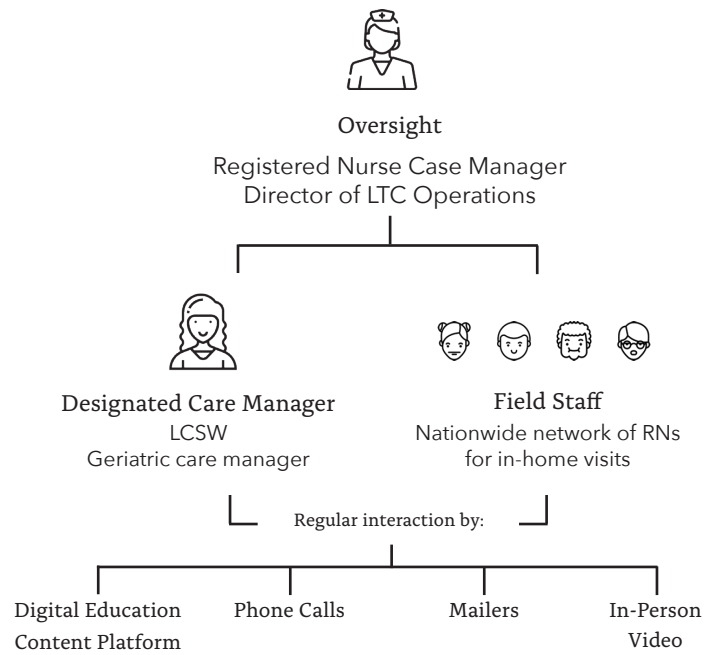 Oversight
Registered Nurse Case Manager
Director of LTC Operations
Designated Care Manager
LCSW
Geriatric care manager
Field Staff
Nationwide network of RNs
for in-home visits
Regular interaction by:
Digital Education
Content Platform
Phone Calls
Mailers
In-Person
Video